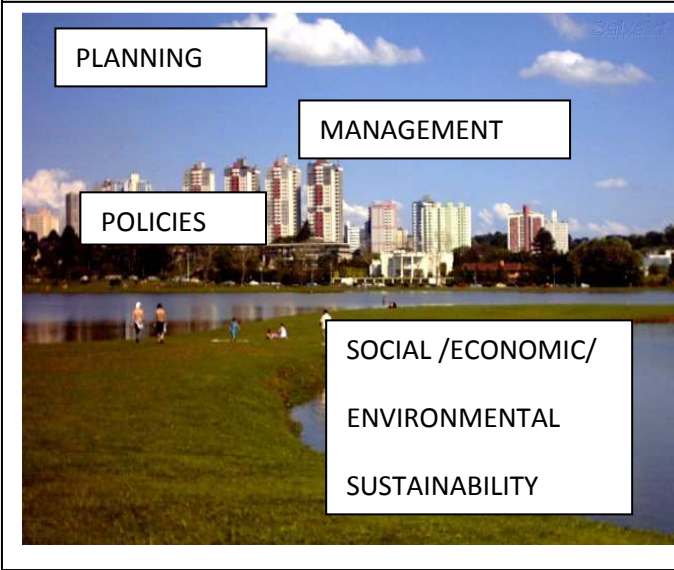 PLANNING
MANAGEMENT
POLICIES
SOCIAL /ECONOMIC/
ENVIRONMENTAL
SUSTAINABILITY